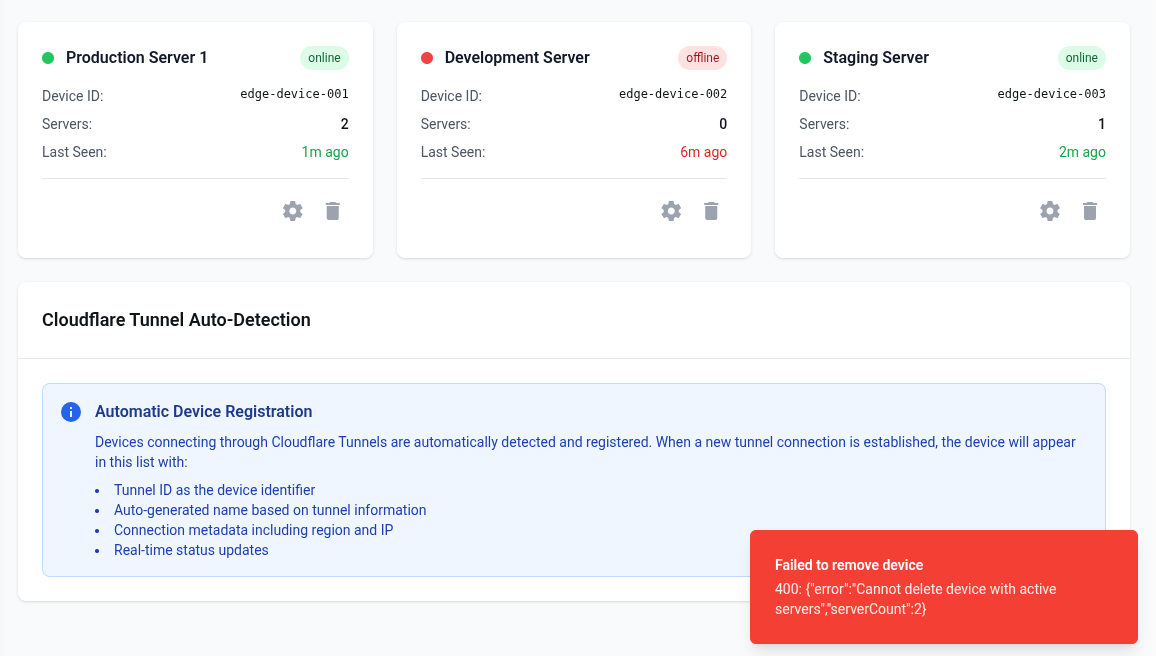 Production Server 1 online
Device ID: edge-device-001
Servers: 2
Last Seen: 1m ago
Development Server offline
Device ID: edge-device-002
Servers: 0
Last Seen: 6m ago
Staging Server online
Device ID: edge-device-003
Servers: 1
Last Seen: 2m ago
Cloudflare Tunnel Auto-Detection
Automatic Device Registration
Devices connecting through Cloudflare Tunnels are automatically detected and registered. When a new tunnel connection is established, the device will appear
in this list with:
• Tunnel ID as the device identifier
• Auto-generated name based on tunnel information
• Connection metadata including region and IP
• Real-time status updates
Failed to remove device
400: {"error":"Cannot delete device with active
servers","serverCount":2}